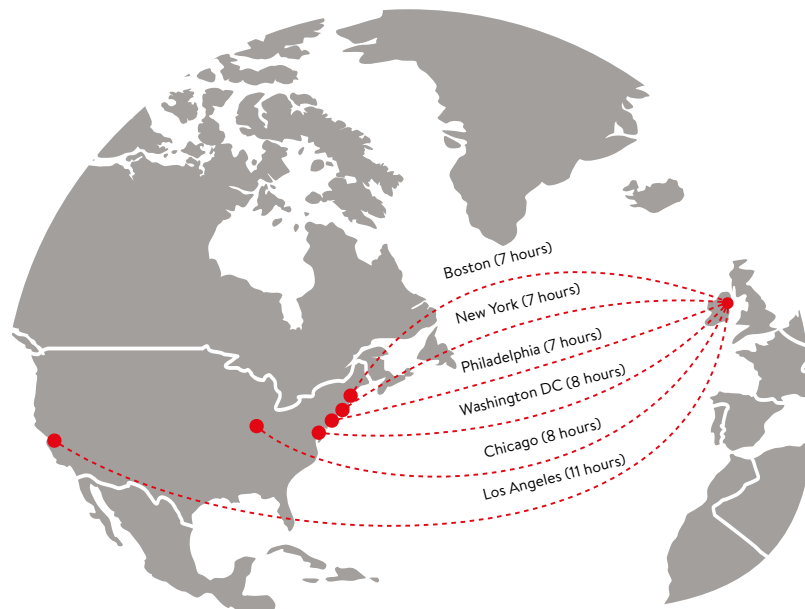 Boston (7 hours)
New York (7 hours)
Philadelphia (7 hours)
Washington DC (8 hours)
Chicago (8 hours)
Los Angeles (11 hours)